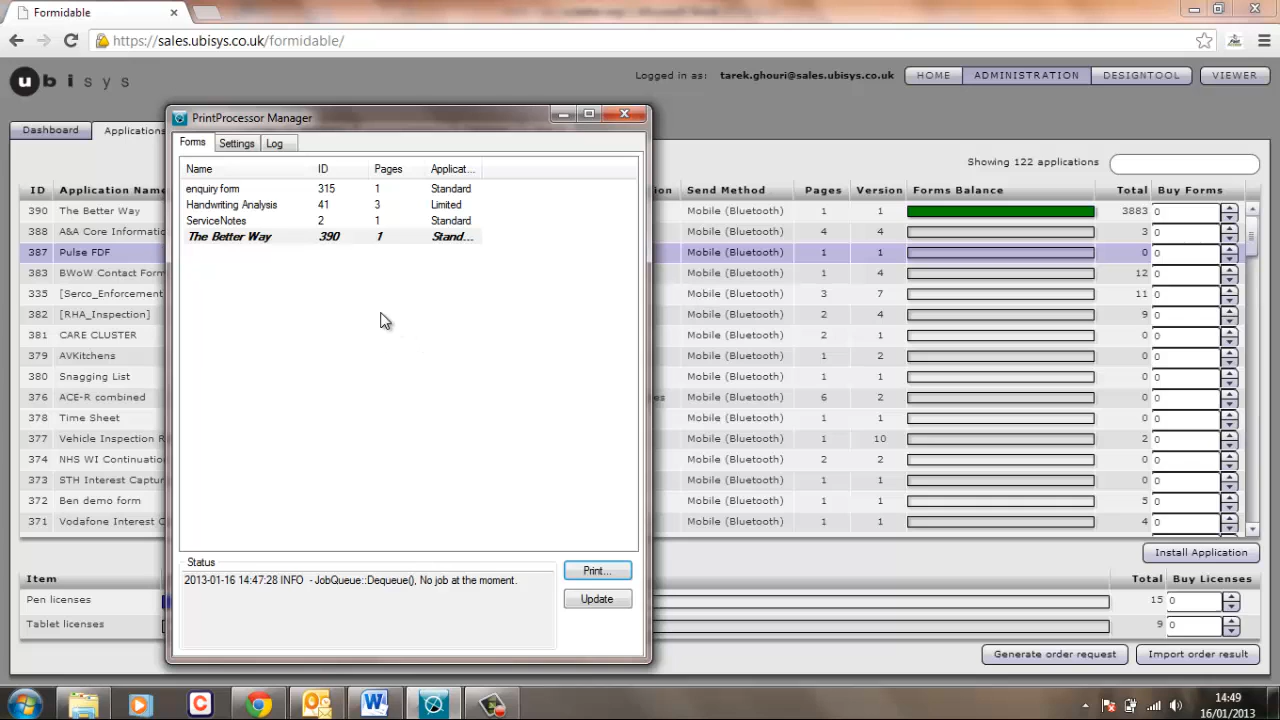 Formidable
https://sales.ubisys.co.uk/formidable/
ubisys
Logged in as: tarek.ghouri@sales.ubisys.co.uk
HOME ADMINISTRATION DESIGNTOOL VIEWER
Dashboard Applications
Showing 122 applications
ID Application Name Send Method Pages Version Forms Balance Total Buy Forms
390 The Better Way Mobile (Bluetooth) 1 1 3883 0
388 A&A Core Informati Mobile (Bluetooth) 4 4 3 0
387 Pulse FDF Mobile (Bluetooth) 1 1 0 0
383 BWoW Contact Form Mobile (Bluetooth) 1 4 12 0
335 [Serco_Enforcement Mobile (Bluetooth) 3 7 11 0
382 [RHA_Inspection] Mobile (Bluetooth) 2 4 9 0
381 CARE CLUSTER Mobile (Bluetooth) 2 1 0 0
379 AVKitchens Mobile (Bluetooth) 1 2 0 0
380 Snagging List Mobile (Bluetooth) 1 1 0 0
376 ACE-R combined Mobile (Bluetooth) 6 2 0 0
378 Time Sheet Mobile (Bluetooth) 1 1 0 0
377 Vehicle Inspection R Mobile (Bluetooth) 1 10 2 0
374 NHS WI Continuation Mobile (Bluetooth) 2 2 0 0
373 STH Interest Captur Mobile (Bluetooth) 1 1 0 0
372 Ben demo form Mobile (Bluetooth) 1 1 5 0
371 Vodafone Interest C Mobile (Bluetooth) 1 1 4 0
Install Application
Item Total Buy Licenses
Pen licenses 15 0
Tablet licenses 9 0
Generate order request Import order result
PrintProcessor Manager
Forms Settings Log
Name ID Pages Applicat...
enquiry form 315 1 Standard
Handwriting Analysis 41 3 Limited
ServiceNotes 2 1 Standard
The Better Way 390 1 Stand...
Status
2013-01-16 14:47:28 INFO - JobQueue::Dequeue(), No job at the moment.
Print...
Update
14:49
16/01/2013